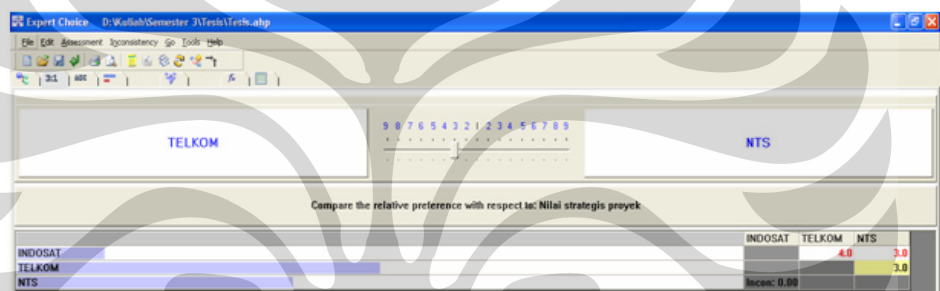 Expert Choice D:\Kuliah\Semester 3\Tesis\Tesis.ahp
File Edit Assessment Inconsistency Go Tools Help
3:1 ABC
TELKOM
9 8 7 6 5 4 3 2 1 2 3 4 5 6 7 8 9
NTS
Compare the relative preference with respect to: Nilai strategis proyek
INDOSAT TELKOM NTS
INDOSAT 4.0 3.0
TELKOM 3.0
NTS Incon: 0.00